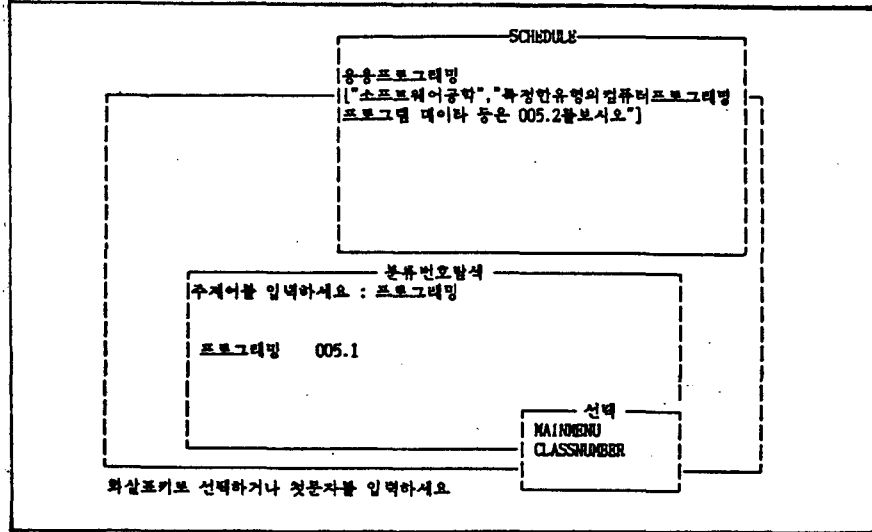 SCHEDULE
응용프로그래밍
["소프트웨어공학","특정한유형의컴퓨터프로그래밍
프로그램 데이타 등은 005.2를보시오"]
분류번호탐색
주제어를 입력하세요 : 프로그래밍
프로그래밍 005.1
선택
MAINMENU
CLASSNUMBER
화살표키로 선택하거나 첫문자를 입력하세요